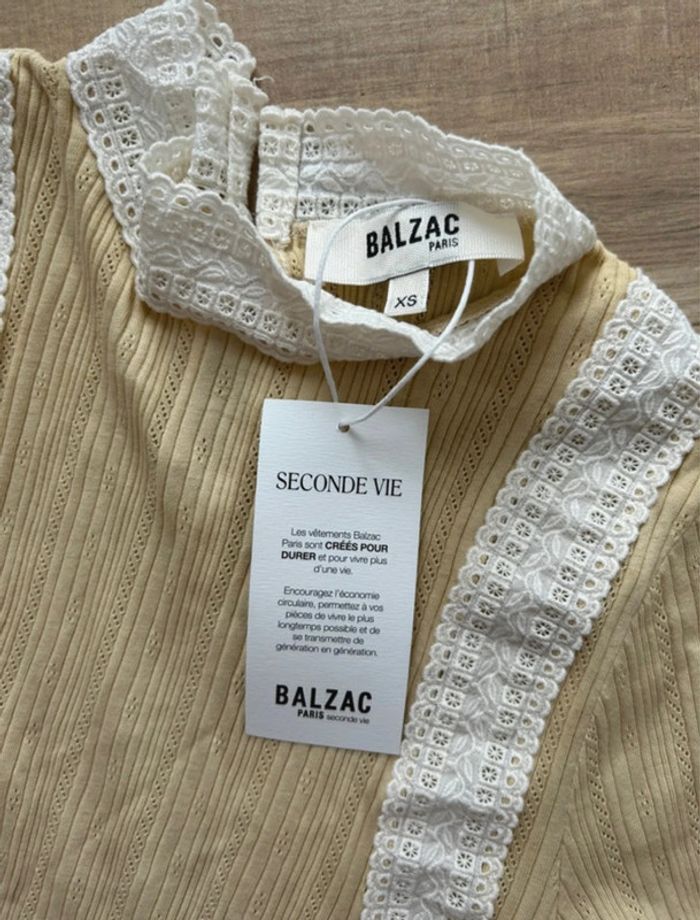 BALZAC
PARIS
XS
SECONDE VIE
Les vêtements Balzac
Paris sont CRÉÉS POUR
DURER et pour vivre plus
d'une vie.
Encouragez l'économie
circulaire, permettez à vos
pièces de vivre le plus
longtemps possible et de
se transmettre de
génération en génération.
BALZAC
PARIS seconde vie